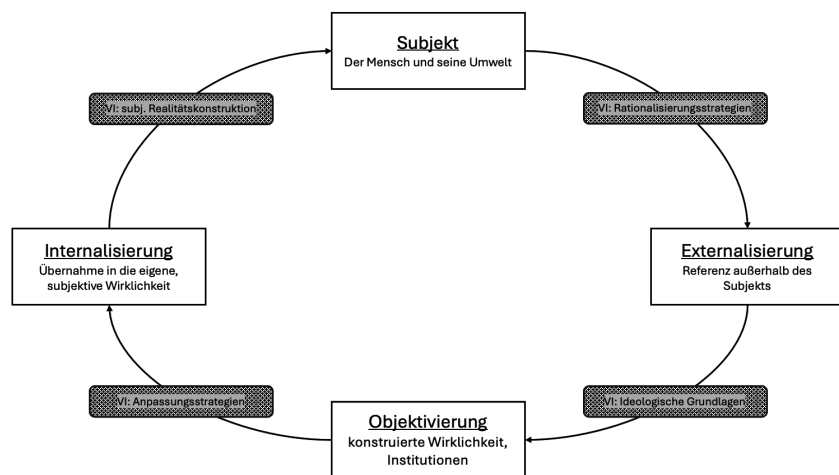 Subjekt
Der Mensch und seine Umwelt
VI: subj. Realitätskonstruktion
VI: Rationalisierungsstrategien
Internalisierung
Übernahme in die eigene,
subjektive Wirklichkeit
Externalisierung
Referenz außerhalb des
Subjekts
VI: Anpassungsstrategien
VI: Ideologische Grundlagen
Objektivierung
konstruierte Wirklichkeit,
Institutionen